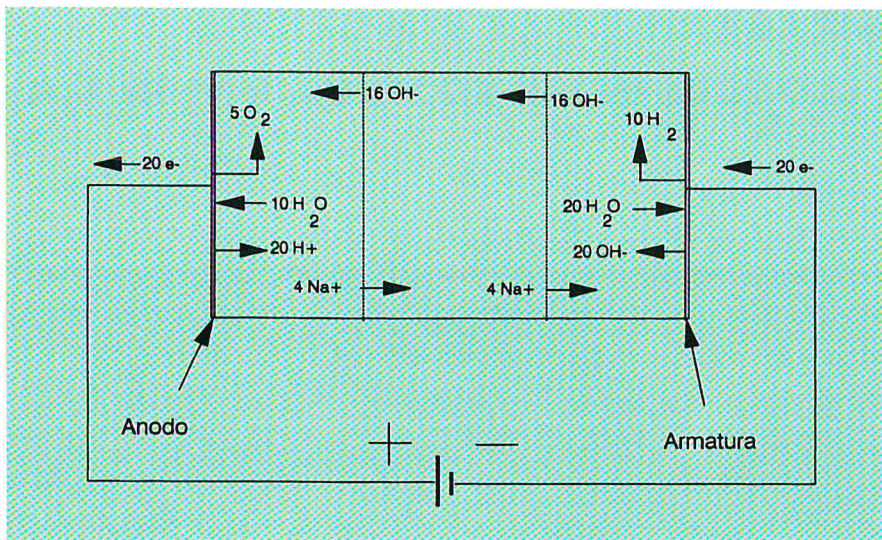 16 OH-
16 OH-
5 O2
10 H2
20 e-
20 e-
10 H2O
20 H2O
20 H+
20 OH-
4 Na+
4 Na+
Anodo
+ —
Armatura